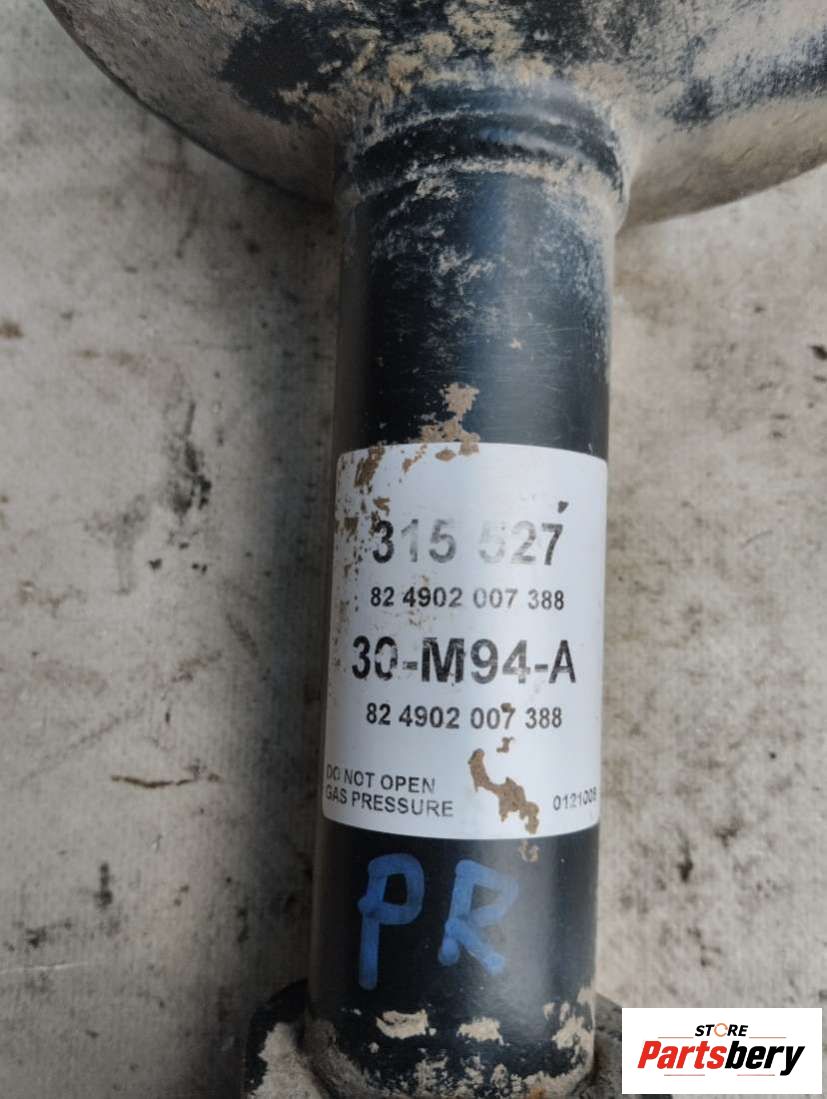 315 527
82 4902 007 388
30-M94-A
82 4902 007 388
DO NOT OPEN
GAS PRESSURE
PR
STORE
Partsbery